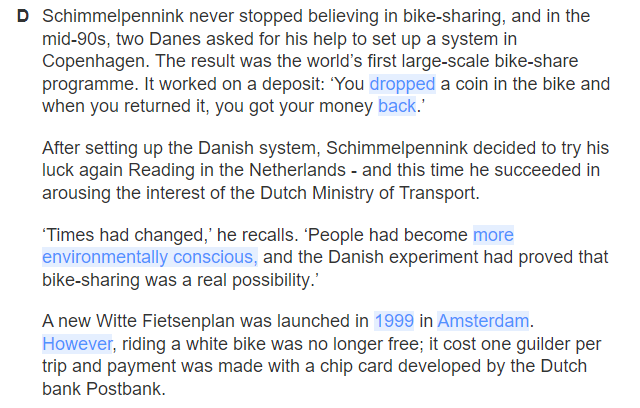 D Schimmelpennink never stopped believing in bike-sharing, and in the
mid-90s, two Danes asked for his help to set up a system in
Copenhagen. The result was the world’s first large-scale bike-share
programme. It worked on a deposit: ‘You dropped a coin in the bike and
when you returned it, you got your money back.’
After setting up the Danish system, Schimmelpennink decided to try his
luck again Reading in the Netherlands - and this time he succeeded in
arousing the interest of the Dutch Ministry of Transport.
‘Times had changed,’ he recalls. ‘People had become more
environmentally conscious, and the Danish experiment had proved that
bike-sharing was a real possibility.’
A new Witte Fietsenplan was launched in 1999 in Amsterdam.
However, riding a white bike was no longer free; it cost one guilder per
trip and payment was made with a chip card developed by the Dutch
bank Postbank.